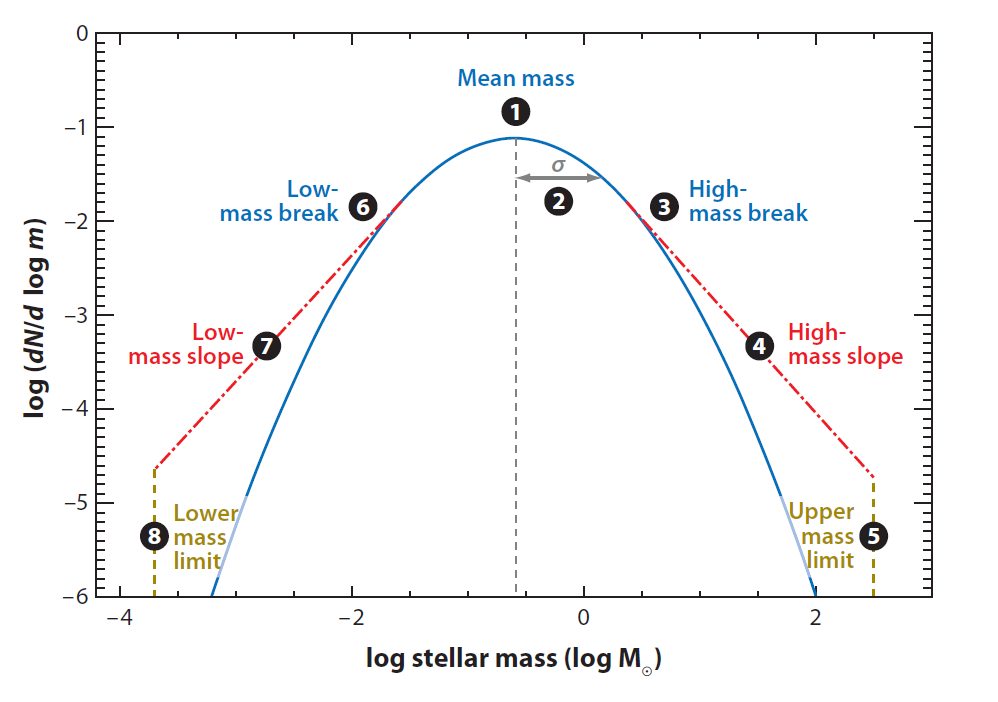 0
−1
−2
−3
−4
−5
−6
log (dN/d log m)
Mean mass
1
σ
2
Low-
mass break
6
High-
mass break
3
Low-
mass slope
7
High-
mass slope
4
Lower
mass
limit
8
Upper
mass
limit
5
−4
−2
0
2
log stellar mass (log M☉)